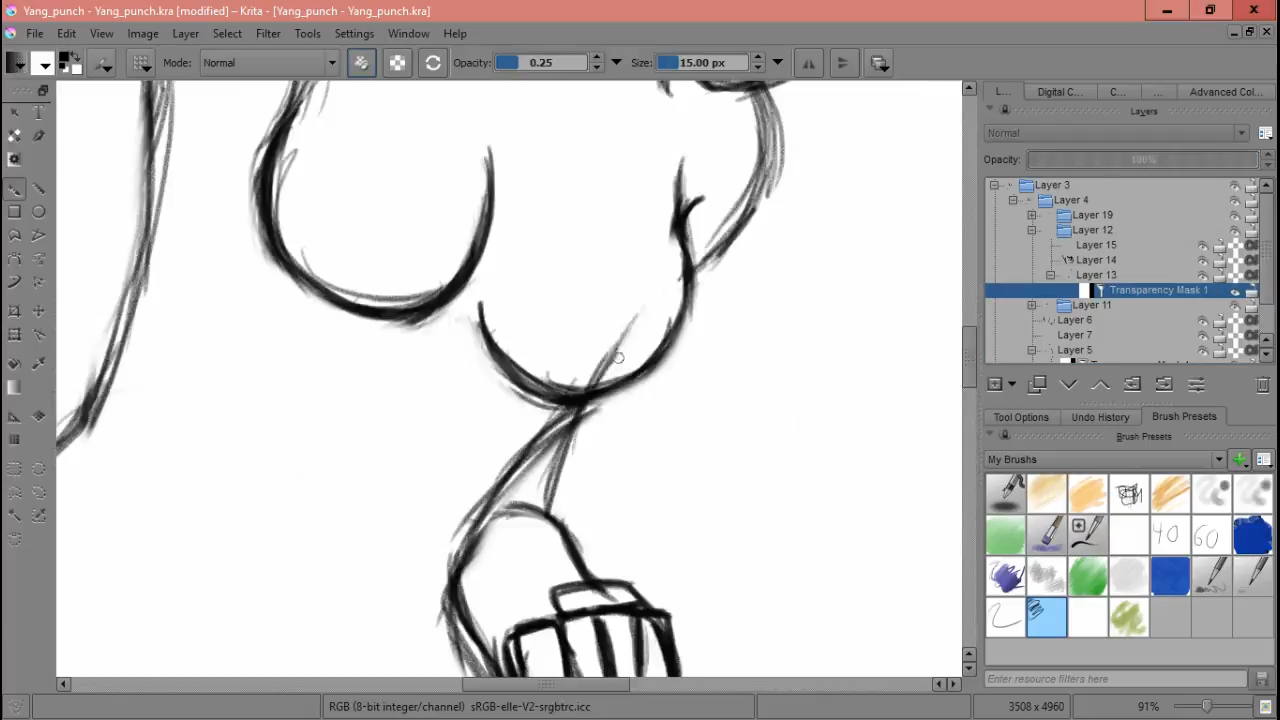 Yang_punch - Yang_punch.kra [modified] – Krita - [Yang_punch - Yang_punch.kra]
File Edit View Image Layer Select Filter Tools Settings Window Help
Mode: Normal Opacity: 0.25 Size: 15.00 px
L... Digital C... C... ... Advanced Col...
Layers
Normal
Opacity: 100%
Layer 3
Layer 4
Layer 19
Layer 12
Layer 15
Layer 14
Layer 13
Transparency Mask 1
Layer 11
Layer 6
Layer 7
Layer 5
Tool Options Undo History Brush Presets
Brush Presets
My Brushes
40 60
Enter resource filters here
RGB (8-bit integer/channel) sRGB-elle-V2-srgbtrc.icc 3508 x 4960 91%